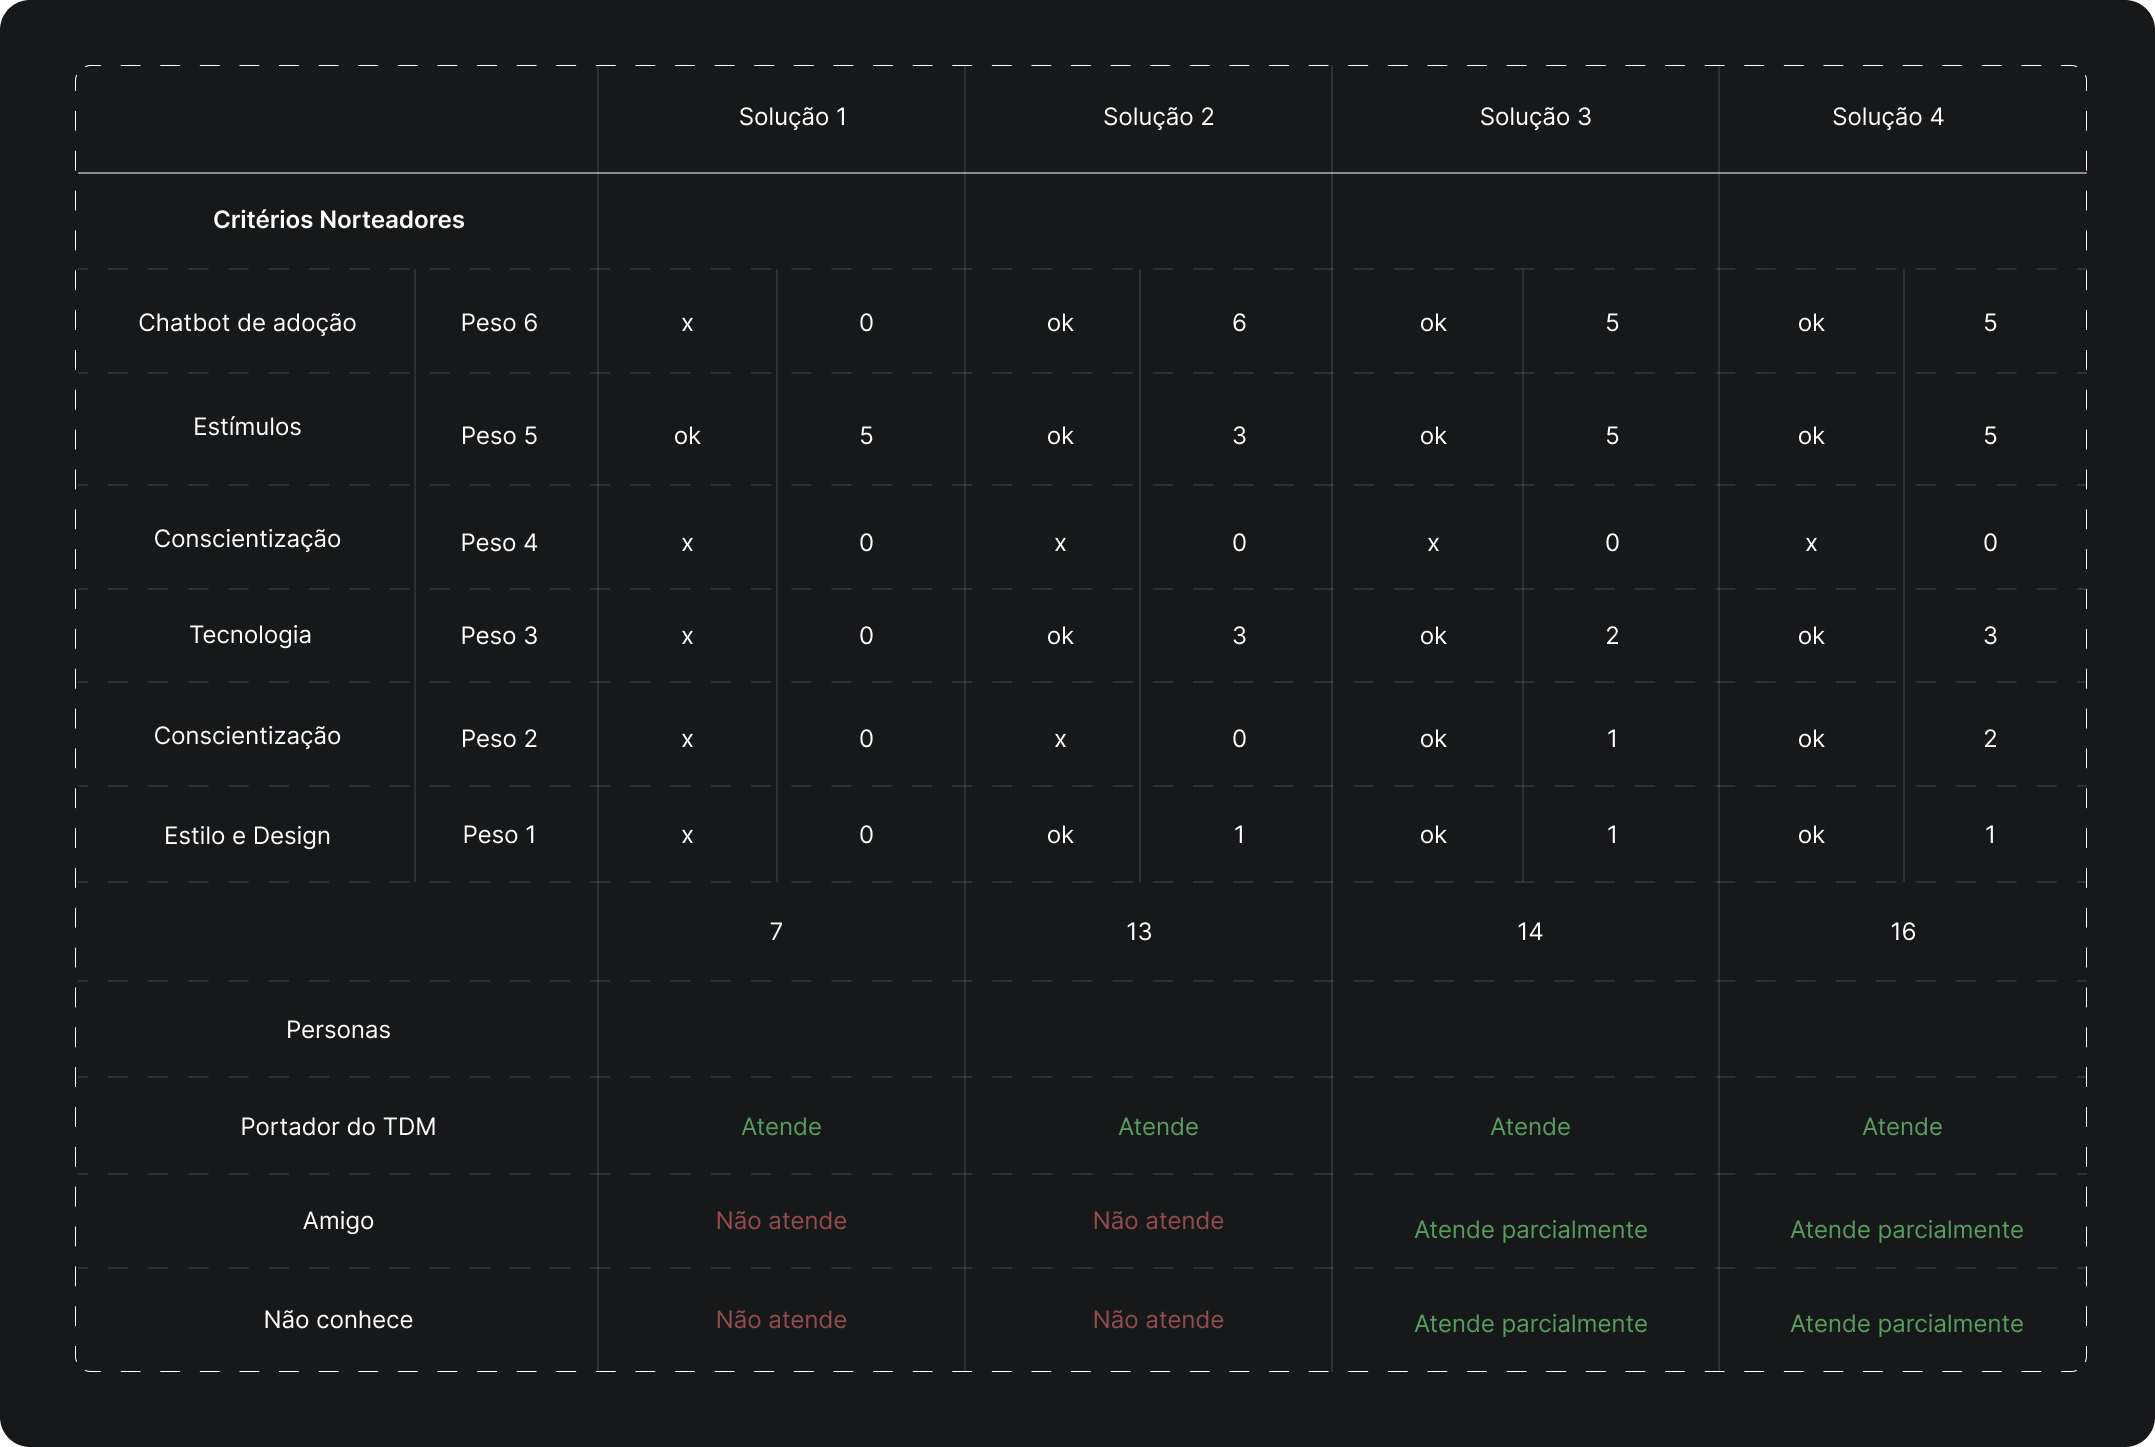 Solução 1 Solução 2 Solução 3 Solução 4
Critérios Norteadores
Chatbot de adoção Peso 6 x 0 ok 6 ok 5 ok 5
Estímulos Peso 5 ok 5 ok 3 ok 5 ok 5
Conscientização Peso 4 x 0 x 0 x 0 x 0
Tecnologia Peso 3 x 0 ok 3 ok 2 ok 3
Conscientização Peso 2 x 0 x 0 ok 1 ok 2
Estilo e Design Peso 1 x 0 ok 1 ok 1 ok 1
7 13 14 16
Personas
Portador do TDM Atende Atende Atende Atende
Amigo Não atende Não atende Atende parcialmente Atende parcialmente
Não conhece Não atende Não atende Atende parcialmente Atende parcialmente